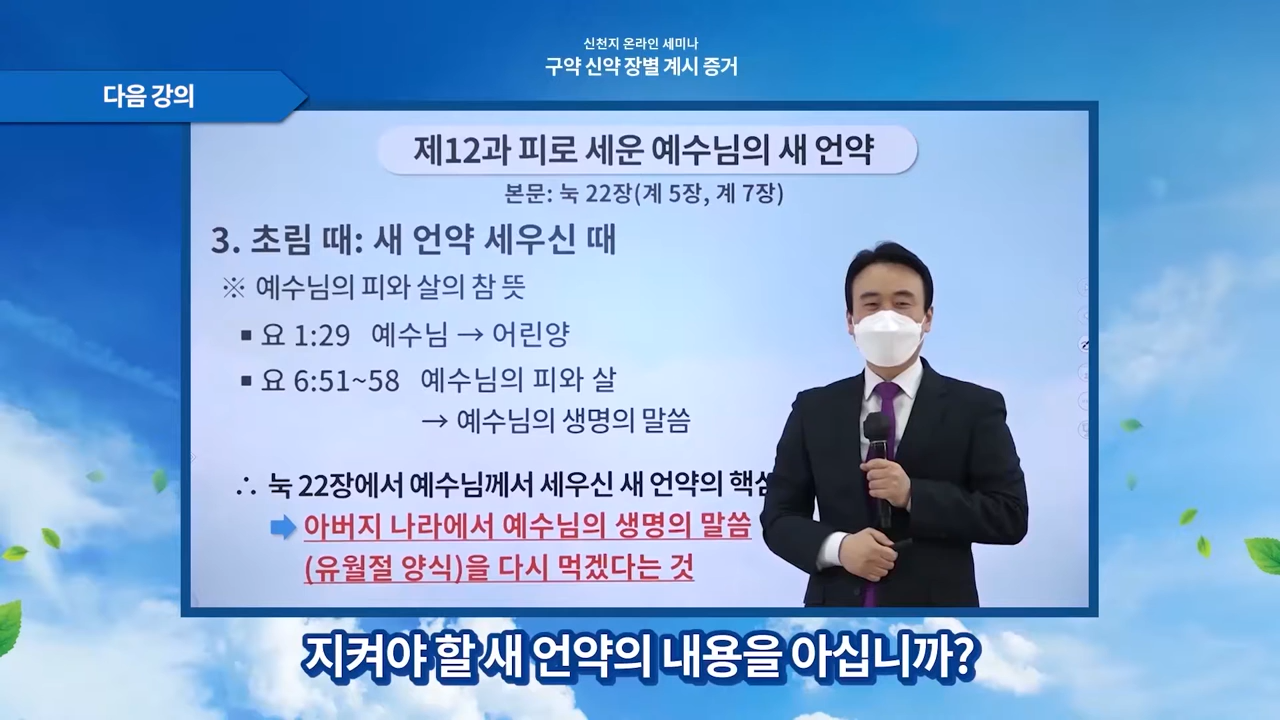 신천지 온라인 세미나
구약 신약 장별 계시 증거
다음 강의
제12과 피로 세운 예수님의 새 언약
본문: 눅 22장(계 5장, 계 7장)
3. 초림 때: 새 언약 세우신 때
※ 예수님의 피와 살의 참 뜻
▪ 요 1:29 예수님 → 어린양
▪ 요 6:51~58 예수님의 피와 살
→ 예수님의 생명의 말씀
∴ 눅 22장에서 예수님께서 세우신 새 언약의
아버지 나라에서 예수님의 생명의 말씀
(유월절 양식)을 다시 먹겠다는 것
지켜야 할 새 언약의 내용을 아십니까?